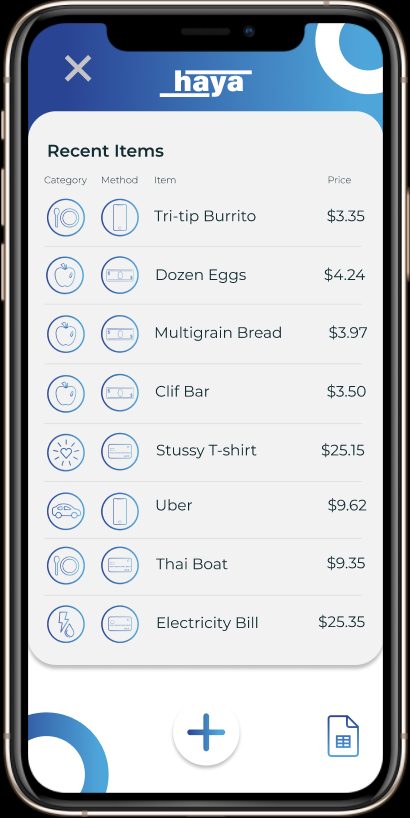 haya
Recent Items
Category Method Item Price
Tri-tip Burrito $3.35
Dozen Eggs $4.24
Multigrain Bread $3.97
Clif Bar $3.50
Stussy T-shirt $25.15
Uber $9.62
Thai Boat $9.35
Electricity Bill $25.35